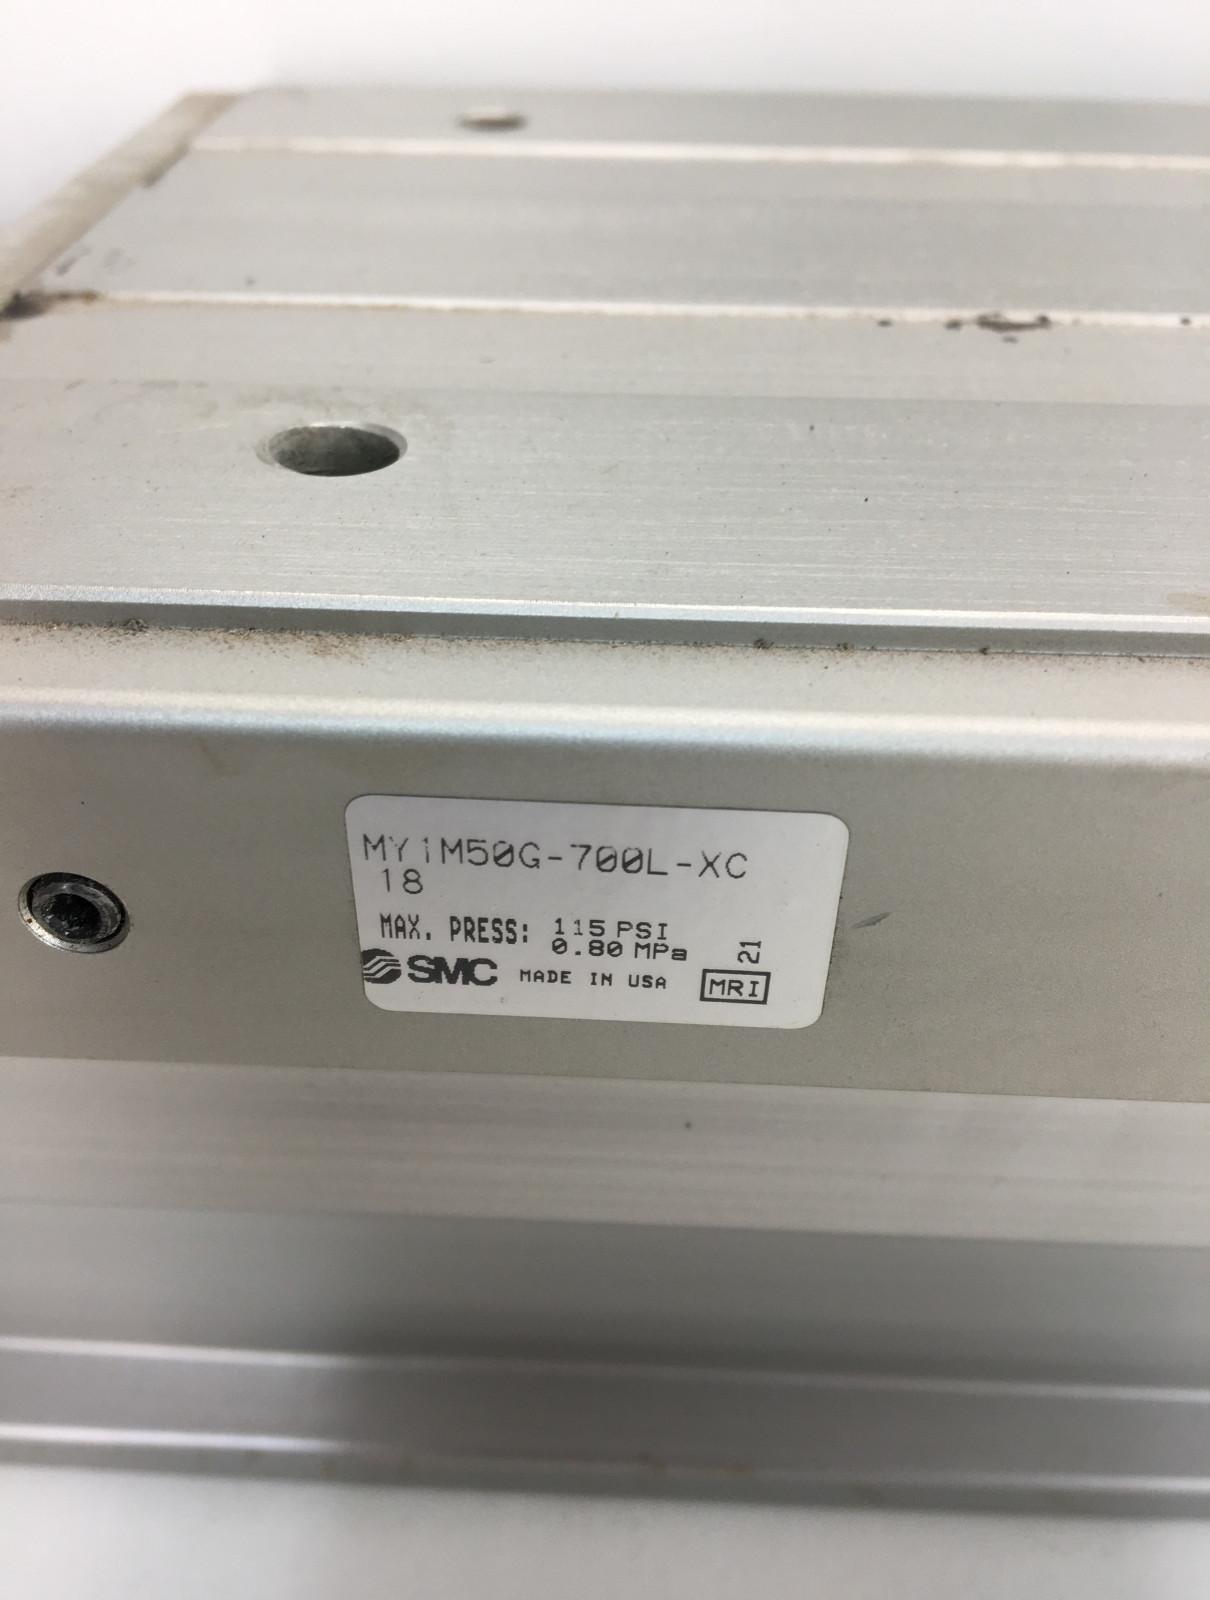 MY1M50G-700L-XC
18
MAX. PRESS: 115 PSI
0.80 MPa
21
SMC MADE IN USA MRI